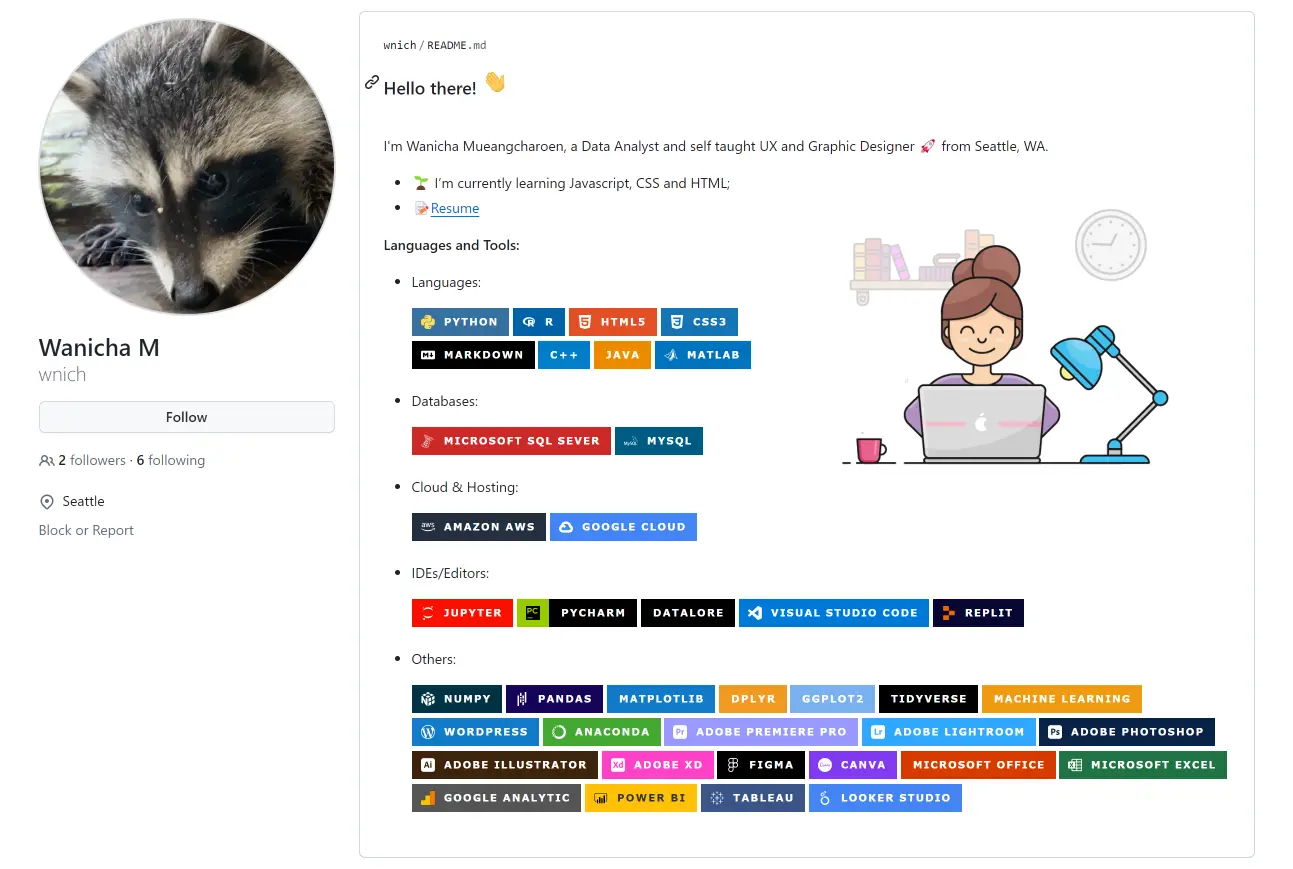 wnich / README.md
Hello there! 👋
I'm Wanicha Mueangcharoen, a Data Analyst and self taught UX and Graphic Designer 🚀 from Seattle, WA.
🌱 I’m currently learning Javascript, CSS and HTML;
📝 Resume
Languages and Tools:
Languages:
PYTHON R HTML5 CSS3
MARKDOWN C++ JAVA MATLAB
Databases:
MICROSOFT SQL SEVER MySQL MYSQL
Cloud & Hosting:
aws AMAZON AWS GOOGLE CLOUD
IDEs/Editors:
JUPYTER PC PYCHARM DATALORE VISUAL STUDIO CODE REPLIT
Others:
NUMPY PANDAS MATPLOTLIB DPLYR GGPLOT2 TIDYVERSE MACHINE LEARNING
WORDPRESS ANACONDA Pr ADOBE PREMIERE PRO Lr ADOBE LIGHTROOM Ps ADOBE PHOTOSHOP
Ai ADOBE ILLUSTRATOR Xd ADOBE XD FIGMA CANVA MICROSOFT OFFICE MICROSOFT EXCEL
GOOGLE ANALYTIC POWER BI TABLEAU LOOKER STUDIO
Wanicha M
wnich
Follow
2 followers · 6 following
Seattle
Block or Report